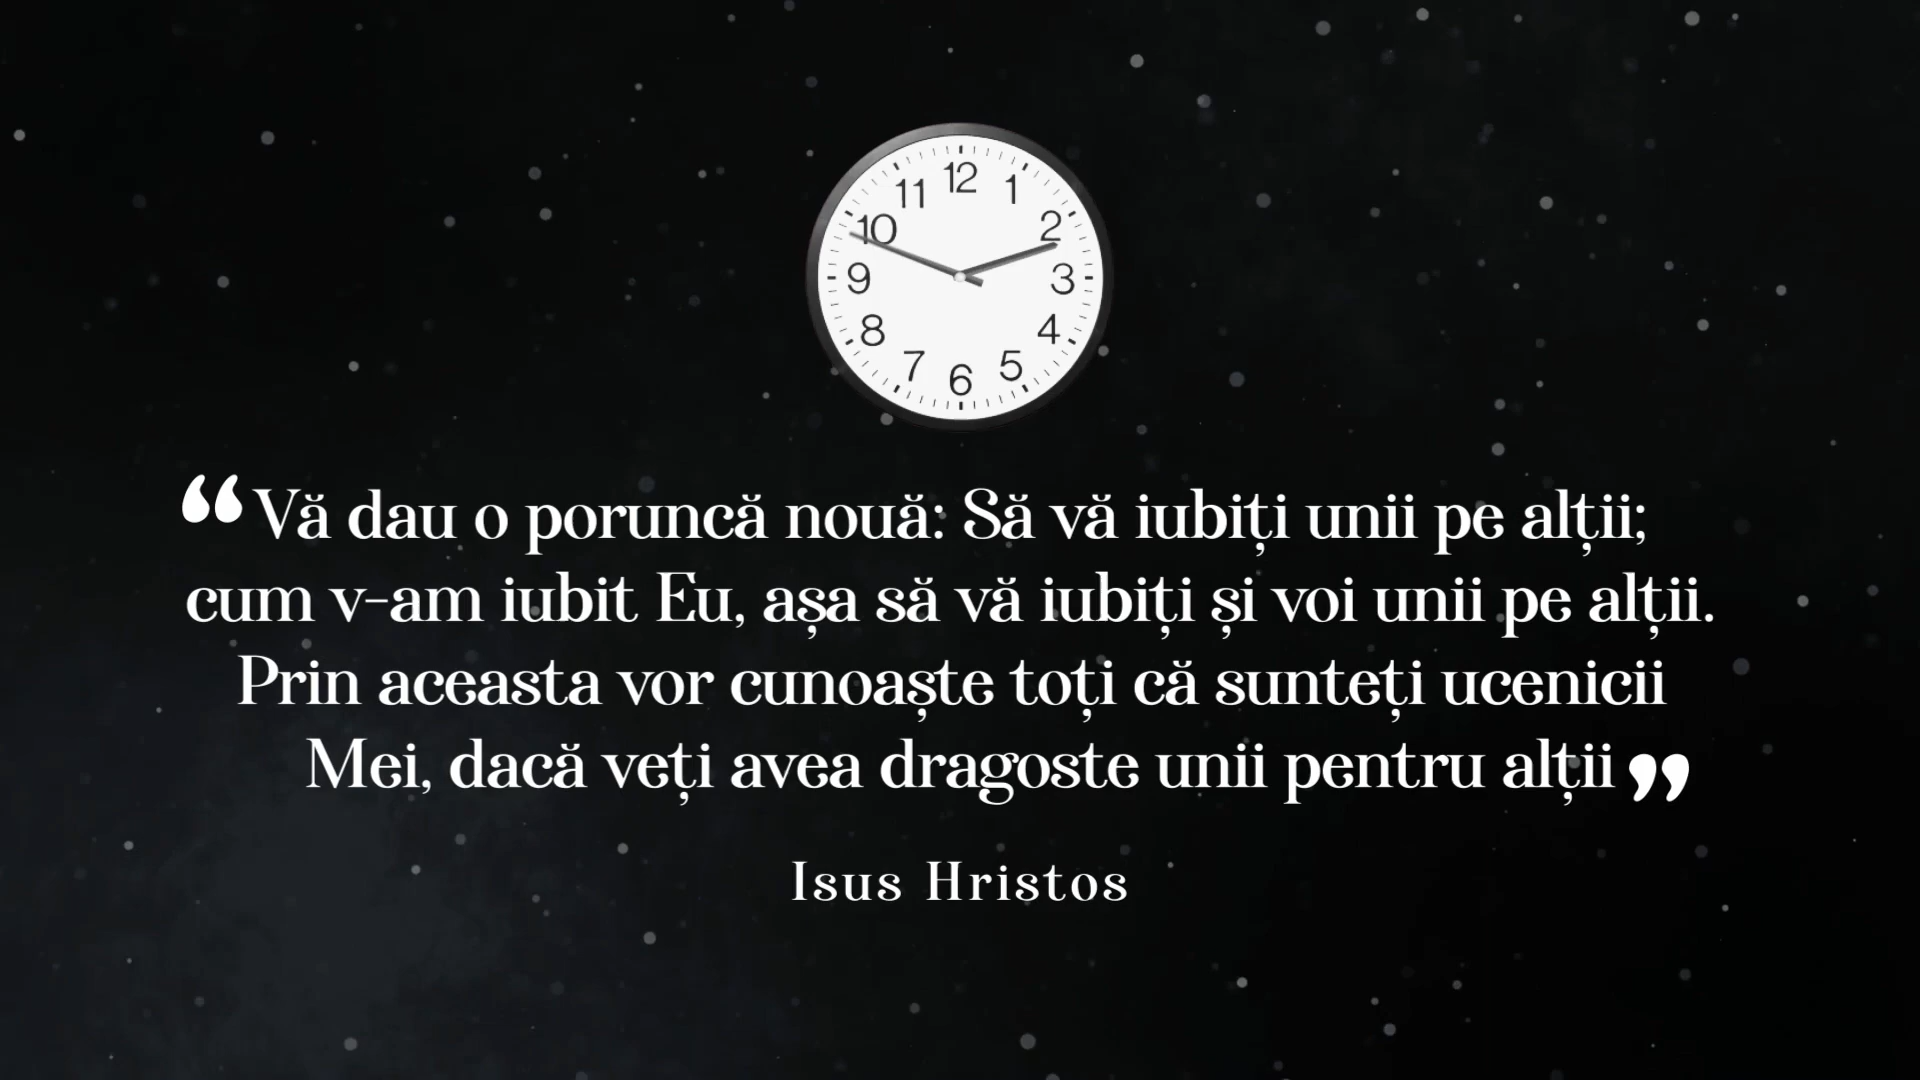 12
11 1
10 2
9 3
8 4
7 5
6
“Vă dau o poruncă nouă: Să vă iubiți unii pe alții;
cum v-am iubit Eu, așa să vă iubiți și voi unii pe alții.
Prin aceasta vor cunoaște toți că sunteți ucenicii
Mei, dacă veți avea dragoste unii pentru alții”
Isus Hristos